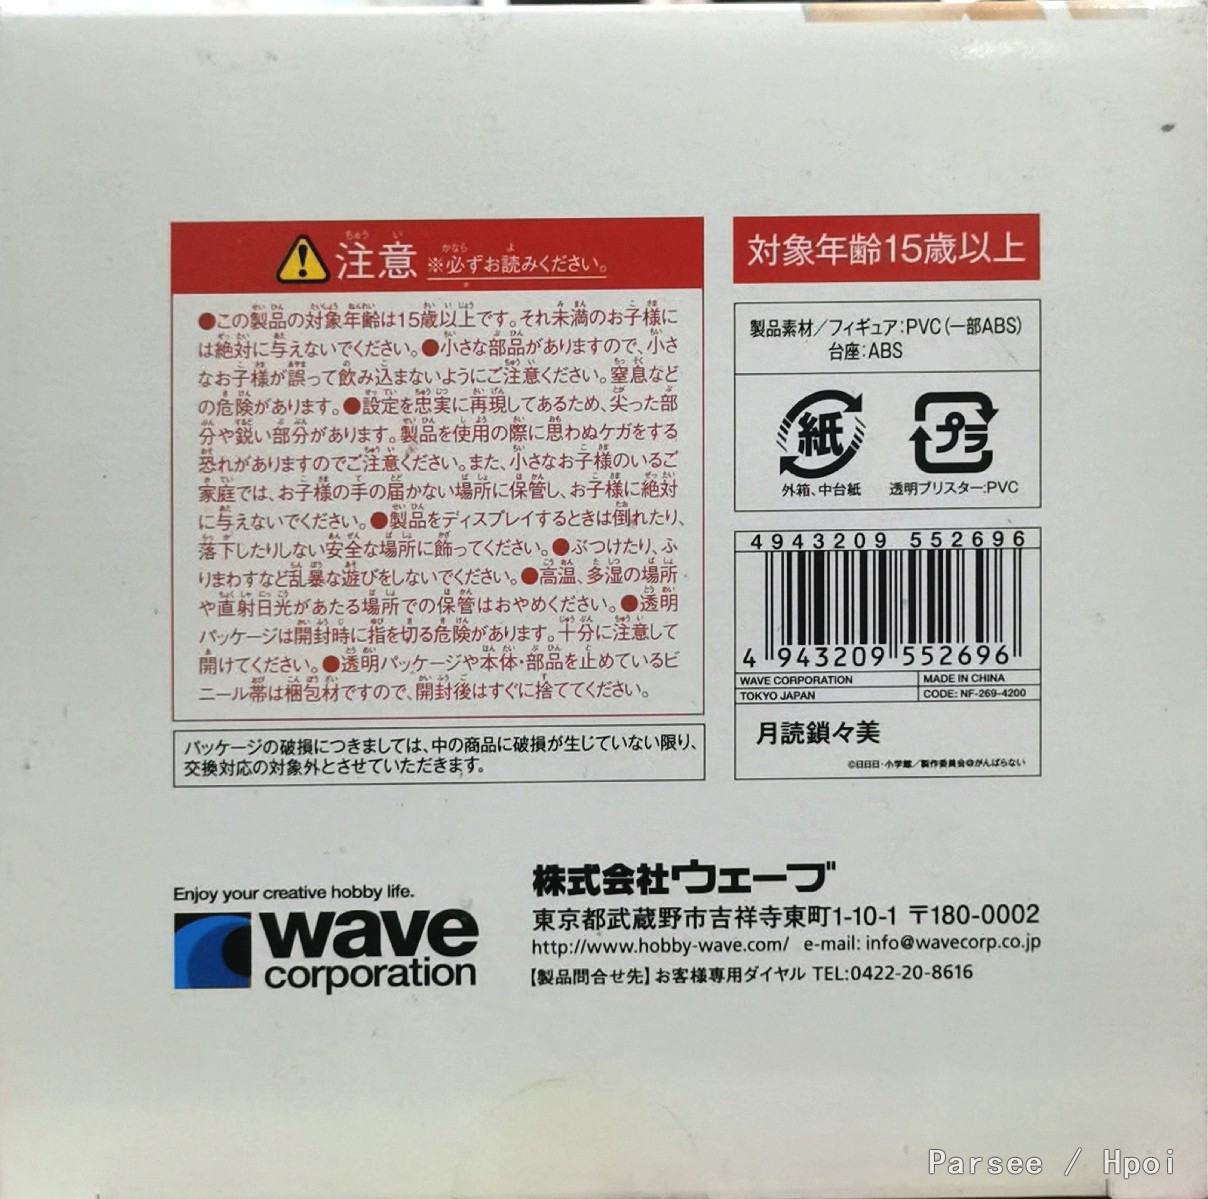 注意 ※必ずお読みください。
●この製品の対象年齢は15歳以上です。それ未満のお子様に
は絶対に与えないでください。●小さな部品がありますので、小さ
なお子様が誤って飲み込まないようにご注意ください。窒息など
の危険があります。●設定を忠実に再現してあるため、尖った部
分や鋭い部分があります。製品を使用の際に思わぬケガをする
恐れがありますのでご注意ください。また、小さなお子様のいるご
家庭では、お子様の手の届かない場所に保管し、お子様に絶対
に与えないでください。●製品をディスプレイするときは倒れたり、
落下したりしない安全な場所に飾ってください。●ぶつけたり、ふ
りまわすなど乱暴な遊びをしないでください。●高温、多湿の場所
や直射日光があたる場所での保管はおやめください。●透明
パッケージは開封時に指を切る危険があります。十分に注意して
開けてください。●透明パッケージや本体・部品を止めているビ
ニール帯は梱包材ですので、開封後はすぐに捨ててください。
パッケージの破損につきましては、中の商品に破損が生じていない限り、
交換対応の対象外とさせていただきます。
対象年齢15歳以上
製品素材／フィギュア:PVC(一部ABS)
台座:ABS
紙
プラ
外箱、中台紙
透明ブリスター:PVC
4943209 552696
4 943209 552696
WAVE CORPORATION
MADE IN CHINA
TOKYO JAPAN
CODE: NF-269-4200
月読鎖々美
©日日日・小学館／製作委員会@がんばらない
Enjoy your creative hobby life.
wave
corporation
株式会社ウェーブ
東京都武蔵野市吉祥寺東町1-10-1 〒180-0002
http://www.hobby-wave.com/ e-mail: info@wavecorp.co.jp
【製品問合せ先】お客様専用ダイヤル TEL:0422-20-8616
Parsee / Hpoi